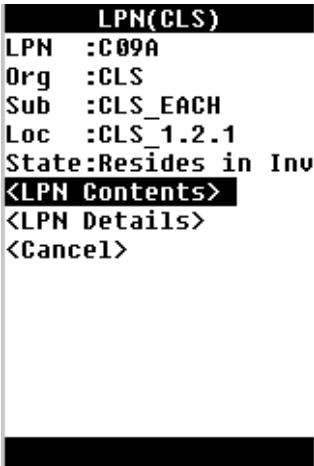 LPN(CLS)
LPN :C09A
Org :CLS
Sub :CLS_EACH
Loc :CLS_1.2.1
State:Resides in Inv
<LPN Contents>
<LPN Details>
<Cancel>